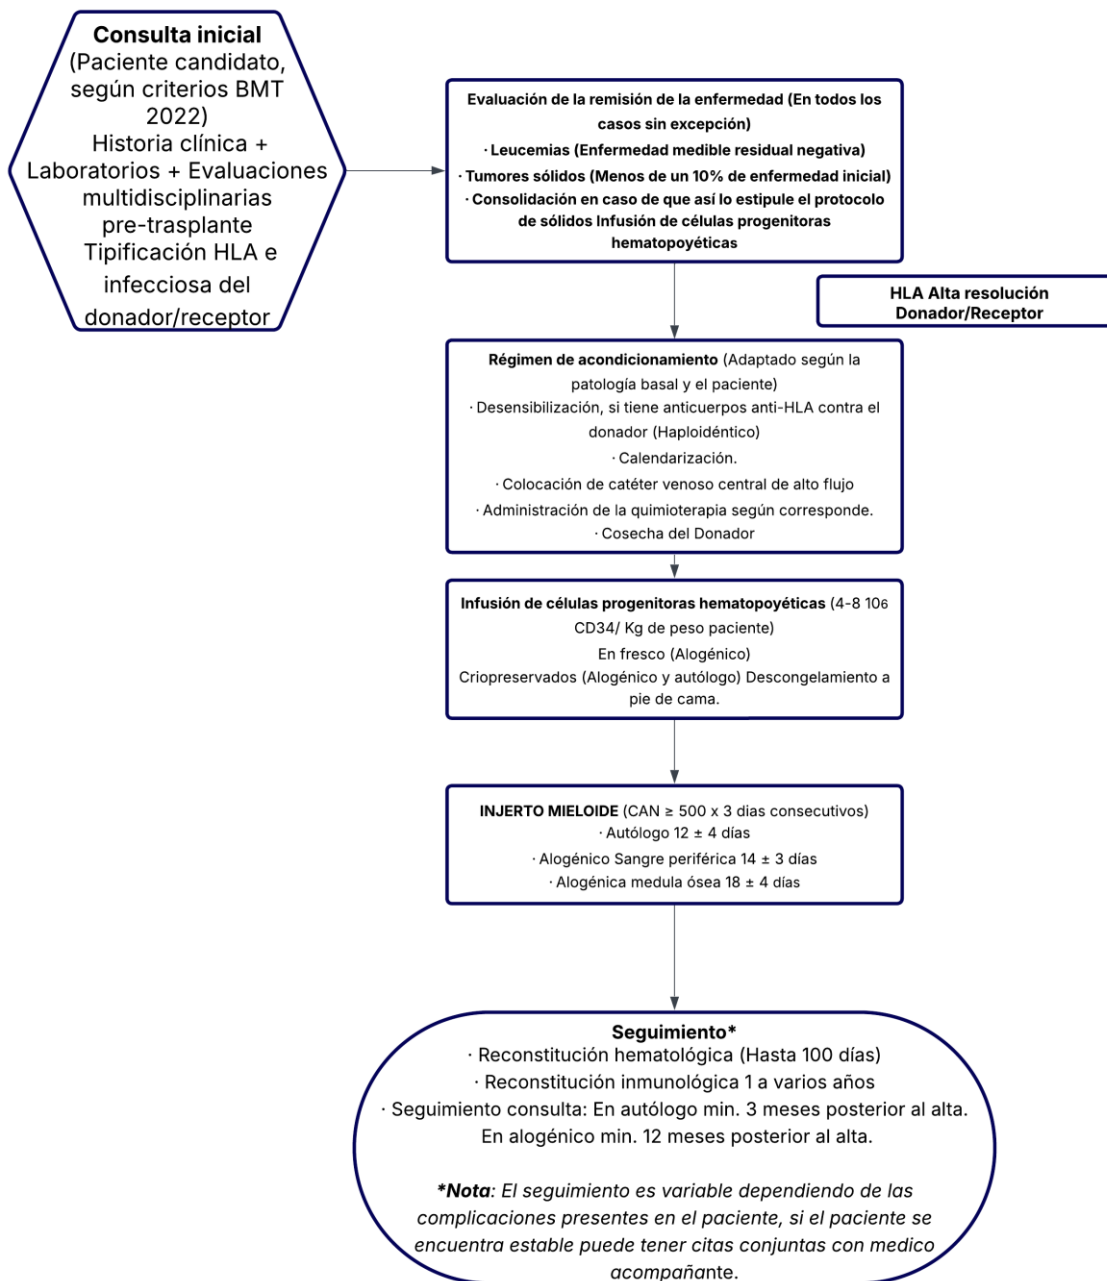 Consulta inicial
(Paciente candidato,
según criterios BMT
2022)
Historia clínica +
Laboratorios + Evaluaciones
multidisciplinarias
pre-trasplante
Tipificación HLA e
infecciosa del
donador/receptor
Evaluación de la remisión de la enfermedad (En todos los
casos sin excepción)
· Leucemias (Enfermedad medible residual negativa)
· Tumores sólidos (Menos de un 10% de enfermedad inicial)
· Consolidación en caso de que así lo estipule el protocolo
de sólidos Infusión de células progenitoras
hematopoyéticas
HLA Alta resolución
Donador/Receptor
Régimen de acondicionamiento (Adaptado según la
patología basal y el paciente)
· Desensibilización, si tiene anticuerpos anti-HLA contra el
donador (Haploidéntico)
· Calendarización.
· Colocación de catéter venoso central de alto flujo
· Administración de la quimioterapia según corresponde.
· Cosecha del Donador
Infusión de células progenitoras hematopoyéticas (4-8 10₆
CD34/ Kg de peso paciente)
En fresco (Alogénico)
Criopreservados (Alogénico y autólogo) Descongelamiento a
pie de cama.
INJERTO MIELOIDE (CAN ≥ 500 x 3 dias consecutivos)
· Autólogo 12 ± 4 días
· Alogénico Sangre periférica 14 ± 3 días
· Alogénica medula ósea 18 ± 4 días
Seguimiento*
· Reconstitución hematológica (Hasta 100 días)
· Reconstitución inmunológica 1 a varios años
· Seguimiento consulta: En autólogo min. 3 meses posterior al alta.
En alogénico min. 12 meses posterior al alta.
*Nota: El seguimiento es variable dependiendo de las
complicaciones presentes en el paciente, si el paciente se
encuentra estable puede tener citas conjuntas con medico
acompañante.